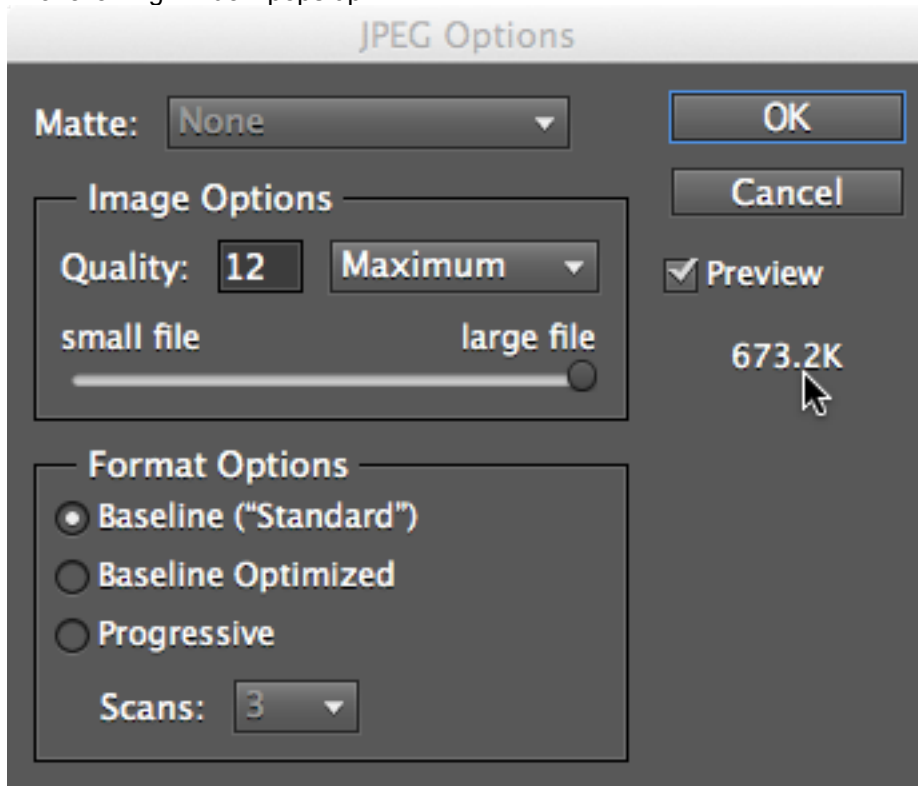 JPEG Options
Matte: None
OK
Cancel
Image Options
Quality: 12 Maximum
Preview
small file large file
673.2K
Format Options
Baseline (“Standard”)
Baseline Optimized
Progressive
Scans: 3